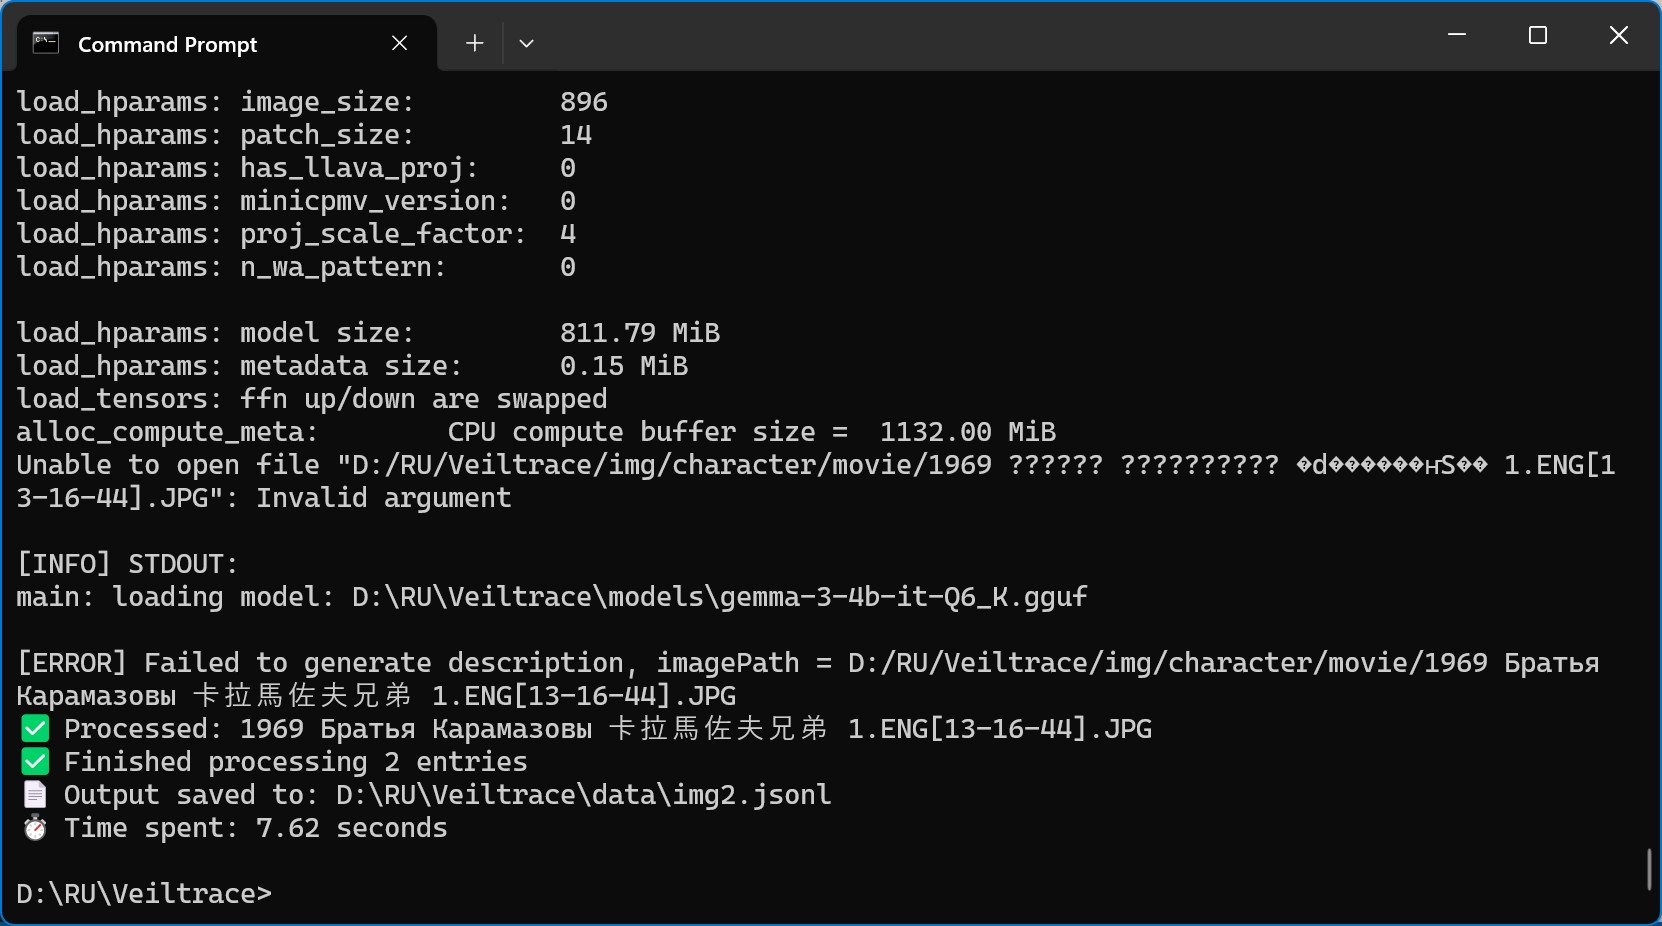 Command Prompt
load_hparams: image_size: 896
load_hparams: patch_size: 14
load_hparams: has_llava_proj: 0
load_hparams: minicpmv_version: 0
load_hparams: proj_scale_factor: 4
load_hparams: n_wa_pattern: 0
load_hparams: model size: 811.79 MiB
load_hparams: metadata size: 0.15 MiB
load_tensors: ffn up/down are swapped
alloc_compute_meta: CPU compute buffer size = 1132.00 MiB
Unable to open file "D:/RU/Veiltrace/img/character/movie/1969 ?????? ?????????? �d������ҥS�� 1.ENG[1
3-16-44].JPG": Invalid argument
[INFO] STDOUT:
main: loading model: D:\RU\Veiltrace\models\gemma-3-4b-it-Q6_K.gguf
[ERROR] Failed to generate description, imagePath = D:/RU/Veiltrace/img/character/movie/1969 Братья
Карамазовы 卡拉馬佐夫兄弟 1.ENG[13-16-44].JPG
✅ Processed: 1969 Братья Карамазовы 卡拉馬佐夫兄弟 1.ENG[13-16-44].JPG
✅ Finished processing 2 entries
📄 Output saved to: D:\RU\Veiltrace\data\img2.jsonl
⏱ Time spent: 7.62 seconds
D:\RU\Veiltrace>